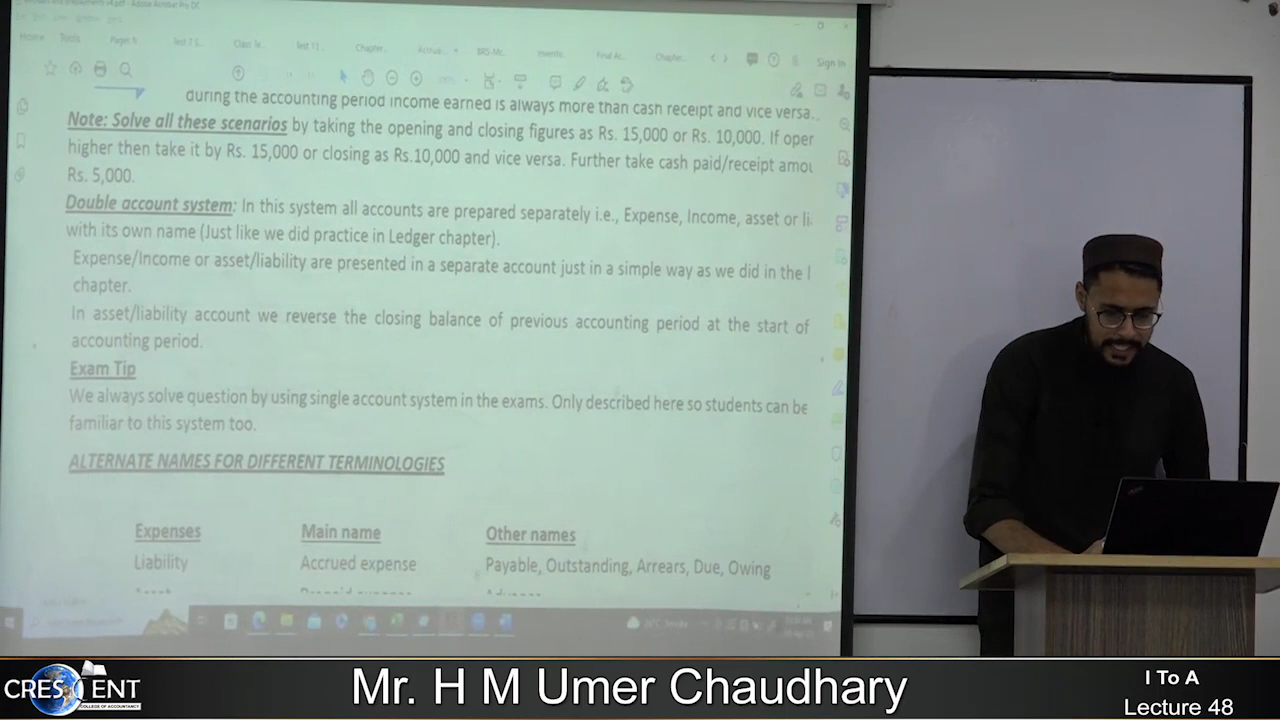 Home Tools
Sign In
during the accounting period income earned is always more than cash receipt and vice versa.
Note: Solve all these scenarios by taking the opening and closing figures as Rs. 15,000 or Rs. 10,000. If oper
higher then take it by Rs. 15,000 or closing as Rs.10,000 and vice versa. Further take cash paid/receipt amou
Rs. 5,000.
Double account system: In this system all accounts are prepared separately i.e., Expense, Income, asset or li
with its own name (Just like we did practice in Ledger chapter).
Expense/Income or asset/liability are presented in a separate account just in a simple way as we did in the l
chapter.
In asset/liability account we reverse the closing balance of previous accounting period at the start of
accounting period.
Exam Tip
We always solve question by using single account system in the exams. Only described here so students can be
familiar to this system too.
ALTERNATE NAMES FOR DIFFERENT TERMINOLOGIES
Expenses Main name Other names
Liability Accrued expense Payable, Outstanding, Arrears, Due, Owing
CRESCENT
COLLEGE OF ACCOUNTANCY
Mr. H M Umer Chaudhary
I To A
Lecture 48